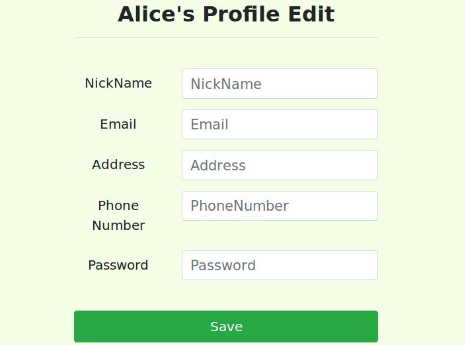 Alice's Profile Edit
NickName NickName
Email Email
Address Address
Phone
Number PhoneNumber
Password Password
Save